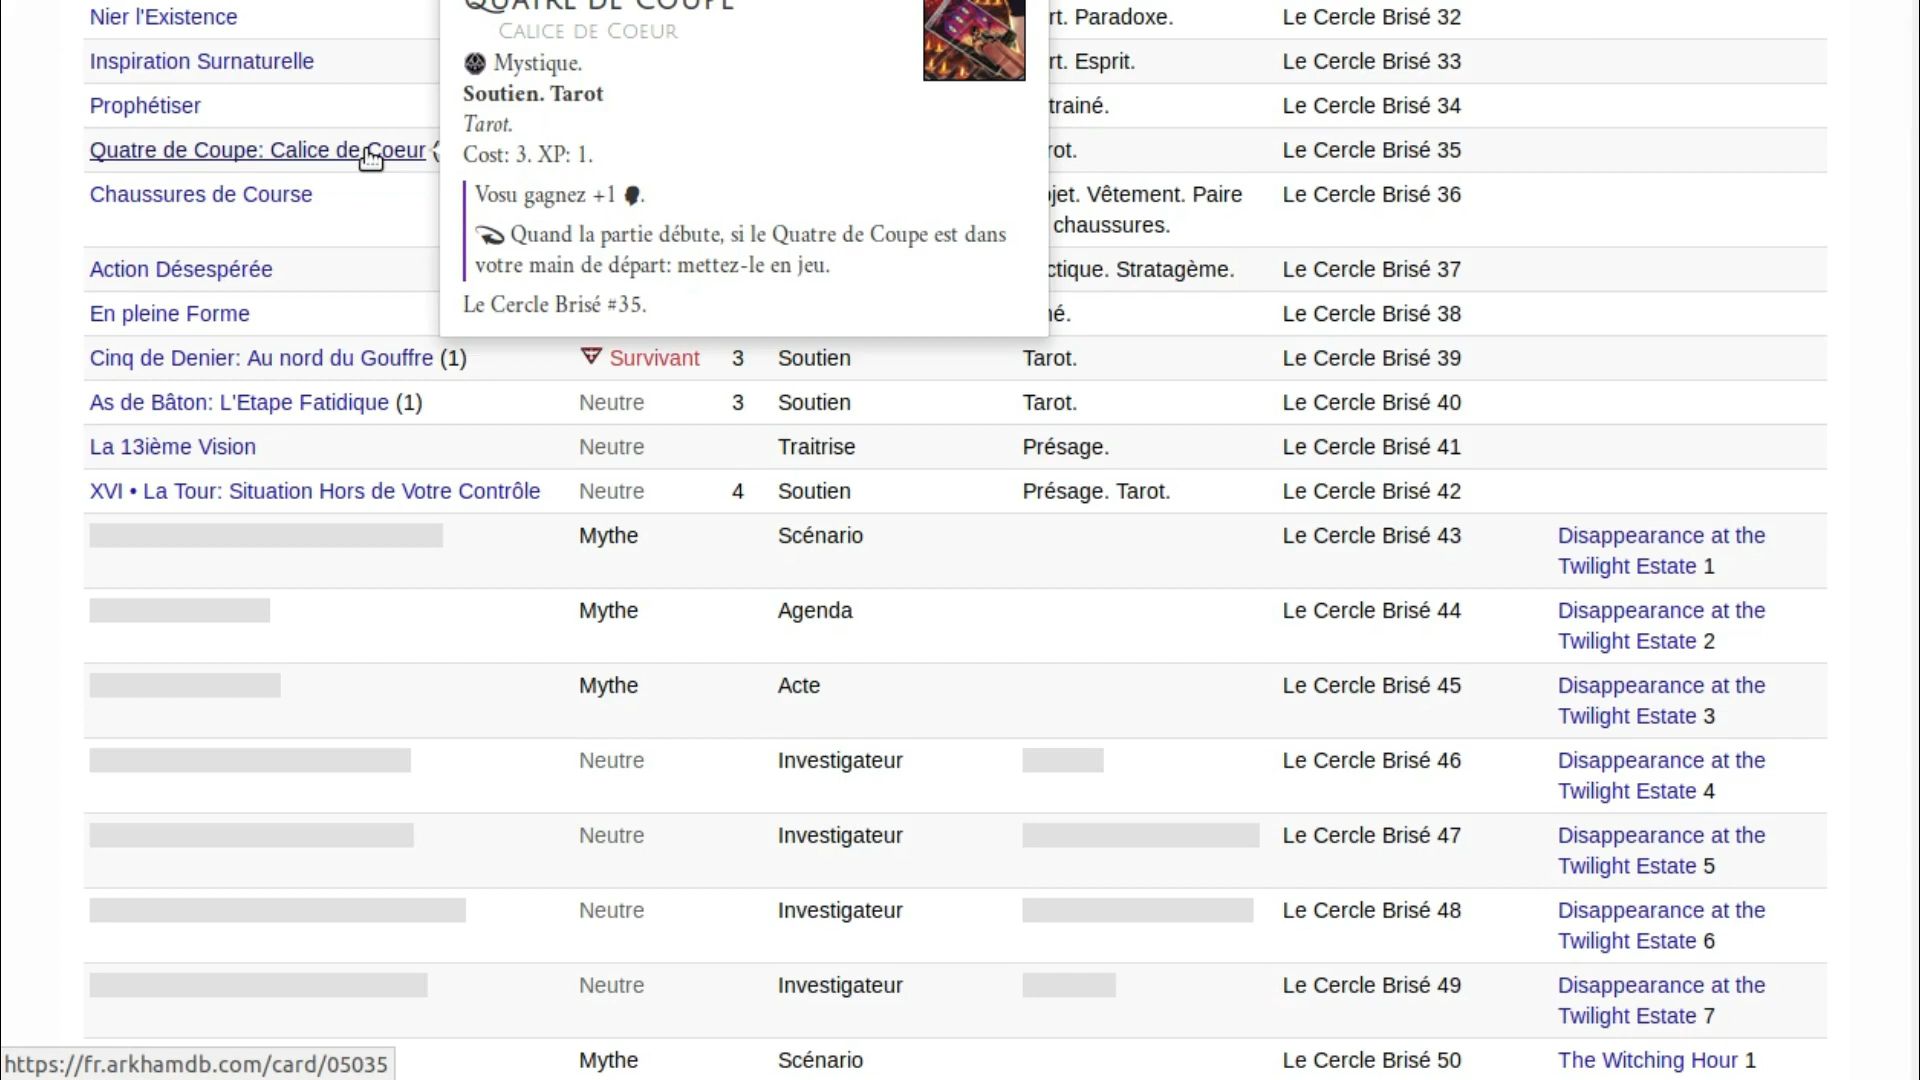 Nier l'Existence
rt. Paradoxe.
Le Cercle Brisé 32
Inspiration Surnaturelle
rt. Esprit.
Le Cercle Brisé 33
Prophétiser
trainé.
Le Cercle Brisé 34
Quatre de Coupe: Calice de Coeur
rot.
Le Cercle Brisé 35
Chaussures de Course
jet. Vêtement. Paire
chaussures.
Le Cercle Brisé 36
Action Désespérée
ctique. Stratagème.
Le Cercle Brisé 37
En pleine Forme
né.
Le Cercle Brisé 38
QUATRE DE COUPE
CALICE DE COEUR
Mystique.
Soutien. Tarot
Tarot.
Cost: 3. XP: 1.
Vosu gagnez +1 .
Quand la partie débute, si le Quatre de Coupe est dans
votre main de départ: mettez-le en jeu.
Le Cercle Brisé #35.
Cinq de Denier: Au nord du Gouffre (1)
Survivant
3
Soutien
Tarot.
Le Cercle Brisé 39
As de Bâton: L'Etape Fatidique (1)
Neutre
3
Soutien
Tarot.
Le Cercle Brisé 40
La 13ième Vision
Neutre
Traitrise
Présage.
Le Cercle Brisé 41
XVI • La Tour: Situation Hors de Votre Contrôle
Neutre
4
Soutien
Présage. Tarot.
Le Cercle Brisé 42
Mythe
Scénario
Le Cercle Brisé 43
Disappearance at the
Twilight Estate 1
Mythe
Agenda
Le Cercle Brisé 44
Disappearance at the
Twilight Estate 2
Mythe
Acte
Le Cercle Brisé 45
Disappearance at the
Twilight Estate 3
Neutre
Investigateur
Le Cercle Brisé 46
Disappearance at the
Twilight Estate 4
Neutre
Investigateur
Le Cercle Brisé 47
Disappearance at the
Twilight Estate 5
Neutre
Investigateur
Le Cercle Brisé 48
Disappearance at the
Twilight Estate 6
Neutre
Investigateur
Le Cercle Brisé 49
Disappearance at the
Twilight Estate 7
Mythe
Scénario
Le Cercle Brisé 50
The Witching Hour 1
https://fr.arkhamdb.com/card/05035